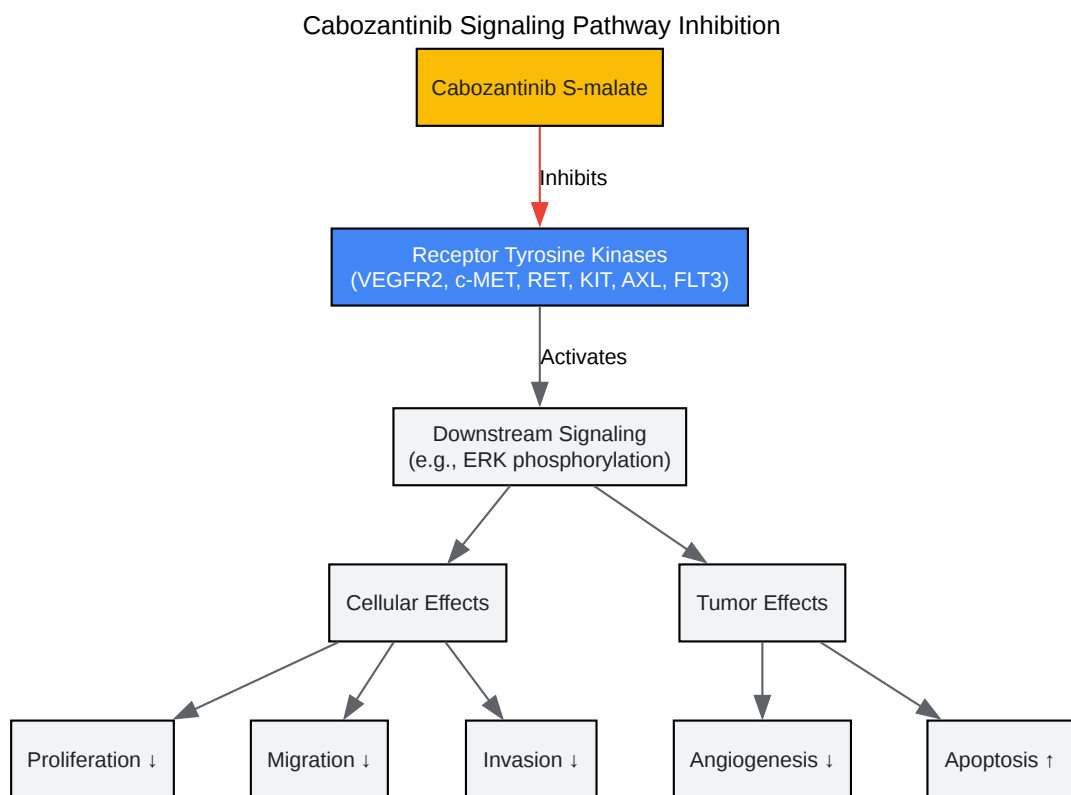 Cabozantinib Signaling Pathway Inhibition
Cabozantinib S-malate
Inhibits
Receptor Tyrosine Kinases
(VEGFR2, c-MET, RET, KIT, AXL, FLT3)
Activates
Downstream Signaling
(e.g., ERK phosphorylation)
Cellular Effects
Tumor Effects
Proliferation ↓
Migration ↓
Invasion ↓
Angiogenesis ↓
Apoptosis ↑